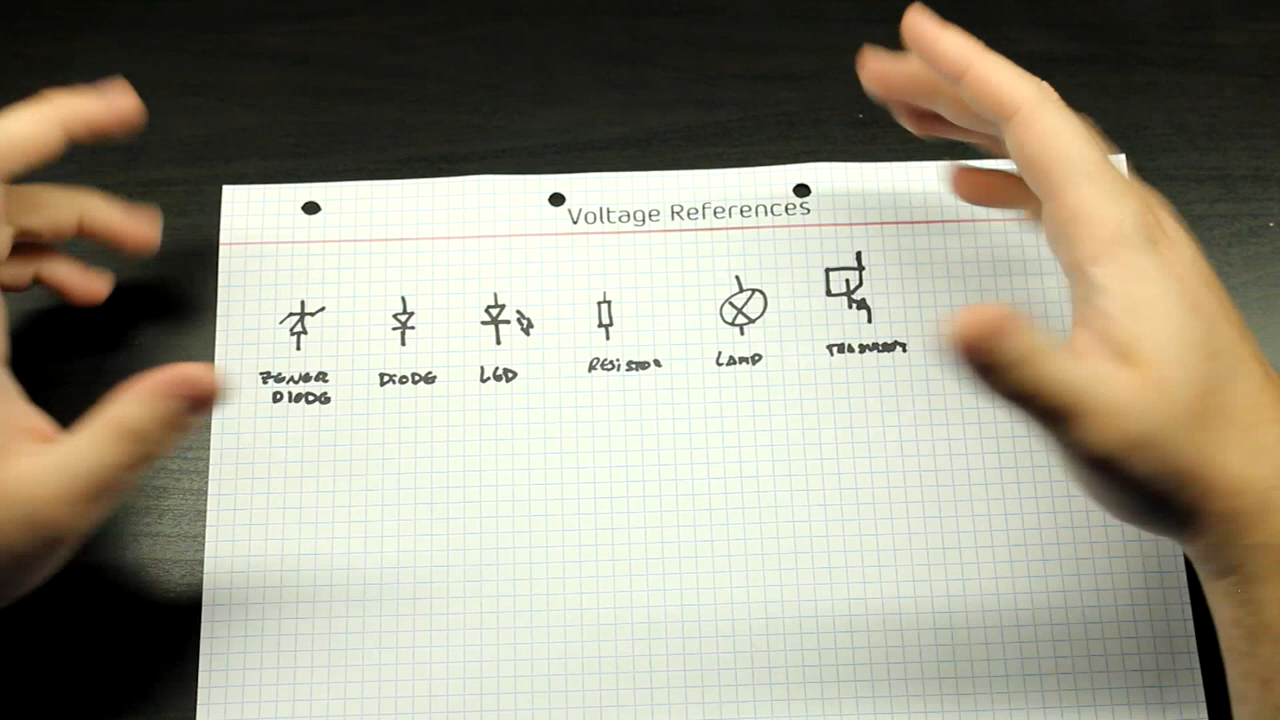 Voltage References
ZENER
DIODE
DIODE
LED
RESISTOR
LAMP